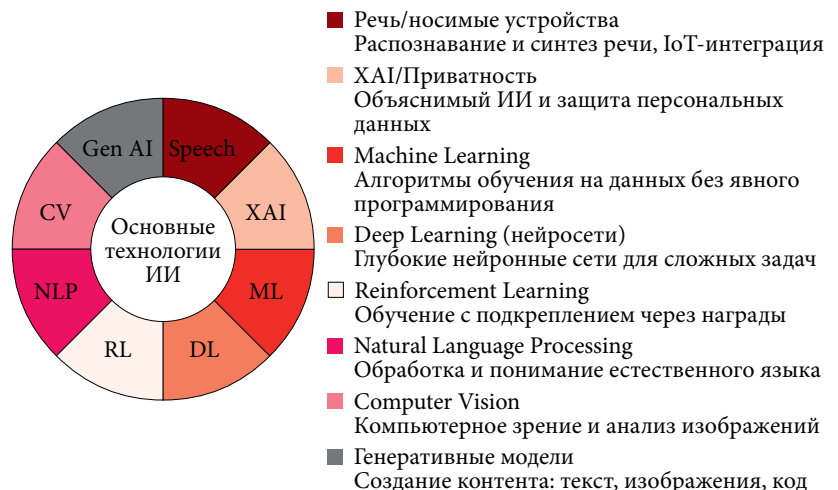 Gen AI
Speech
CV
XAI
Основные
технологии
ИИ
NLP
ML
RL
DL
Речь/носимые устройства
Распознавание и синтез речи, IoT-интеграция
XAI/Приватность
Объяснимый ИИ и защита персональных
данных
Machine Learning
Алгоритмы обучения на данных без явного
программирования
Deep Learning (нейросети)
Глубокие нейронные сети для сложных задач
Reinforcement Learning
Обучение с подкреплением через награды
Natural Language Processing
Обработка и понимание естественного языка
Computer Vision
Компьютерное зрение и анализ изображений
Генеративные модели
Создание контента: текст, изображения, код